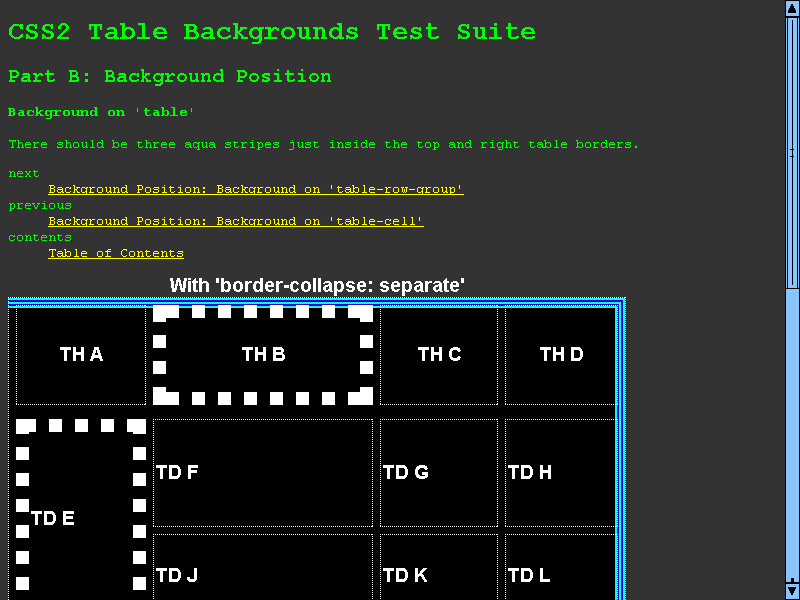 CSS2 Table Backgrounds Test Suite
Part B: Background Position
Background on 'table'
There should be three aqua stripes just inside the top and right table borders.
next
Background Position: Background on 'table-row-group'
previous
Background Position: Background on 'table-cell'
contents
Table of Contents
With 'border-collapse: separate'
TH A TH B TH C TH D
TD F TD G TD H
TD E
TD J TD K TD L